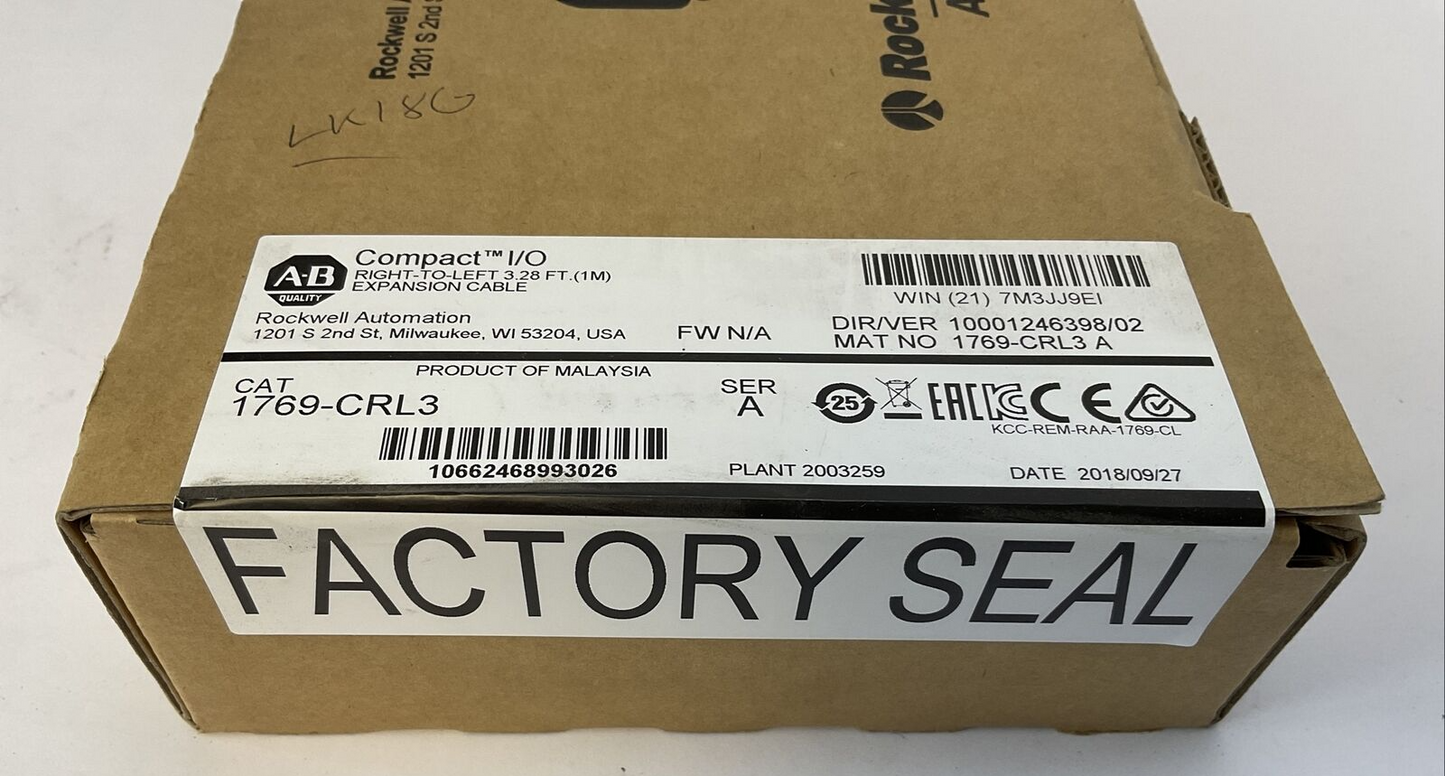 Rockwell
1201 S 2nd
Rock
LK18G
A-B
QUALITY
Compact™ I/O
RIGHT-TO-LEFT 3.28 FT.(1M)
EXPANSION CABLE
WIN (21) 7M3JJ9EI
Rockwell Automation
1201 S 2nd St, Milwaukee, WI 53204, USA
FW N/A
DIR/VER 10001246398/02
MAT NO 1769-CRL3 A
PRODUCT OF MALAYSIA
CAT
1769-CRL3
SER
A
25
EAC
KC
CE
KCC-REM-RAA-1769-CL
10662468993026
PLANT 2003259
DATE 2018/09/27
FACTORY SEAL